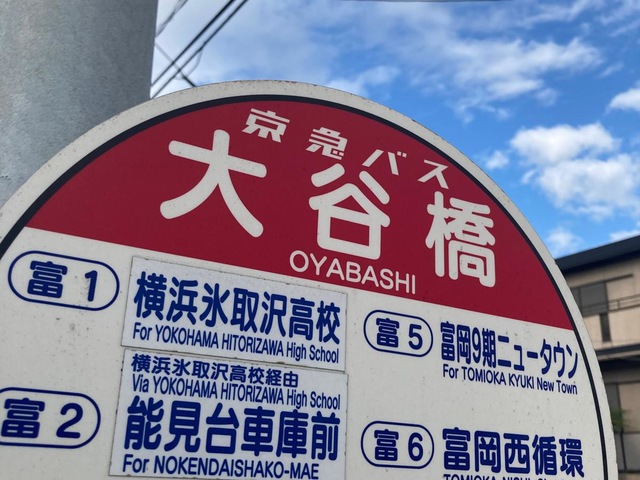 京急バス
大谷橋
OYABASHI
富1
横浜氷取沢高校
For YOKOHAMA HITORIZAWA High School
富2
横浜氷取沢高校経由
Via YOKOHAMA HITORIZAWA High School
能見台車庫前
For NOKENDAISHAKO-MAE
富5
富岡9期ニュータウン
For TOMIOKA KYUKI New Town
富6
富岡西循環